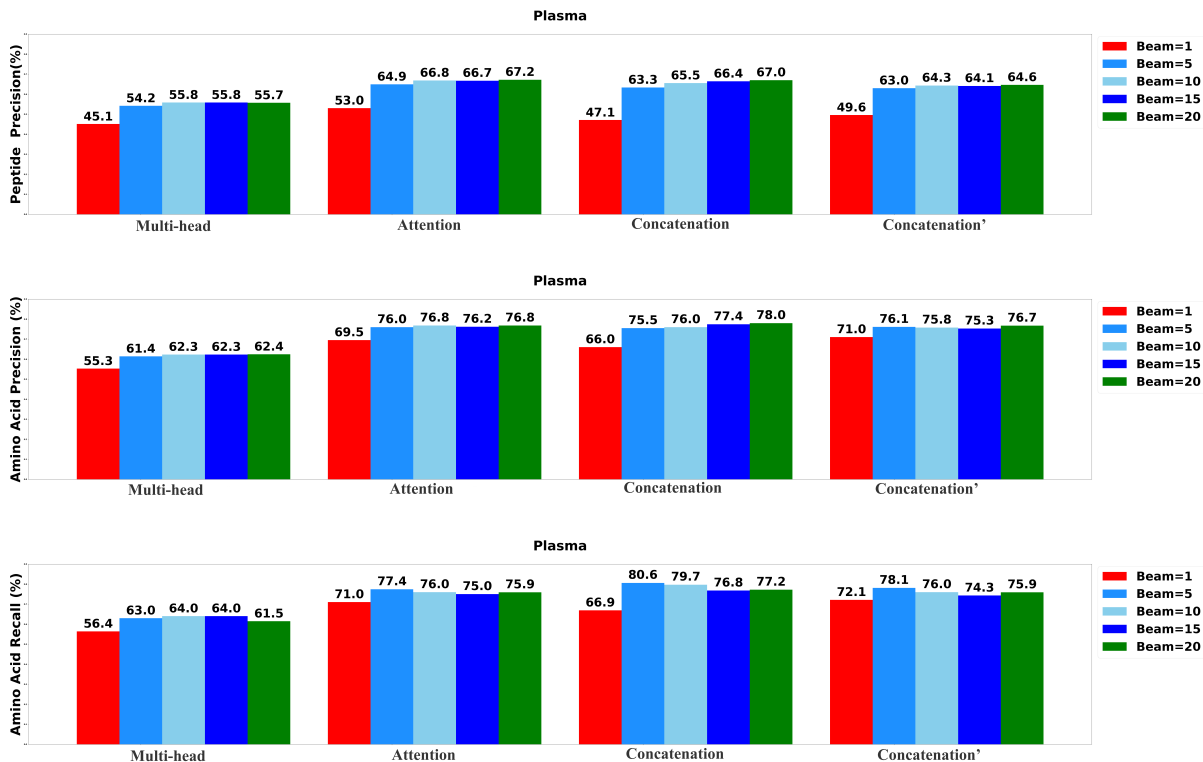 Plasma
Peptide Precision(%)
45.1 54.2 55.8 55.8 55.7
53.0 64.9 66.8 66.7 67.2
47.1 63.3 65.5 66.4 67.0
49.6 63.0 64.3 64.1 64.6
Multi-head Attention Concatenation Concatenation’
Beam=1
Beam=5
Beam=10
Beam=15
Beam=20
Plasma
Amino Acid Precision (%)
55.3 61.4 62.3 62.3 62.4
69.5 76.0 76.8 76.2 76.8
66.0 75.5 76.0 77.4 78.0
71.0 76.1 75.8 75.3 76.7
Multi-head Attention Concatenation Concatenation’
Beam=1
Beam=5
Beam=10
Beam=15
Beam=20
Plasma
Amino Acid Recall (%)
56.4 63.0 64.0 64.0 61.5
71.0 77.4 76.0 75.0 75.9
66.9 80.6 79.7 76.8 77.2
72.1 78.1 76.0 74.3 75.9
Multi-head Attention Concatenation Concatenation’
Beam=1
Beam=5
Beam=10
Beam=15
Beam=20